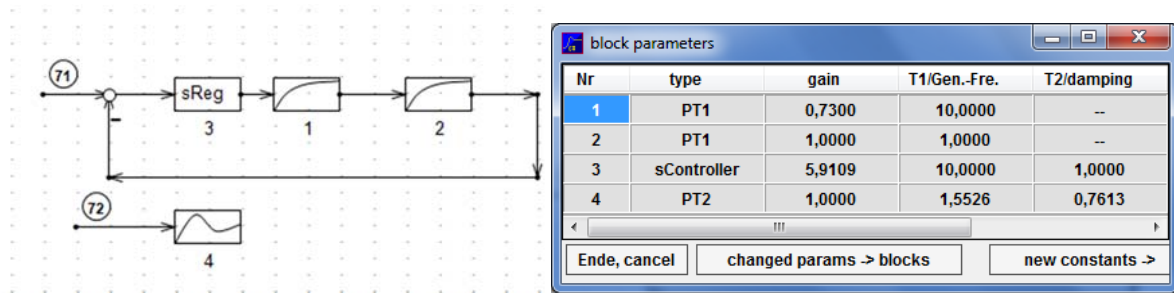 71
sReg
3 1 2
72
4
block parameters
Nr type gain T1/Gen.-Fre. T2/damping
1 PT1 0,7300 10,0000 --
2 PT1 1,0000 1,0000 --
3 sController 5,9109 10,0000 1,0000
4 PT2 1,0000 1,5526 0,7613
Ende, cancel changed params -> blocks new constants ->